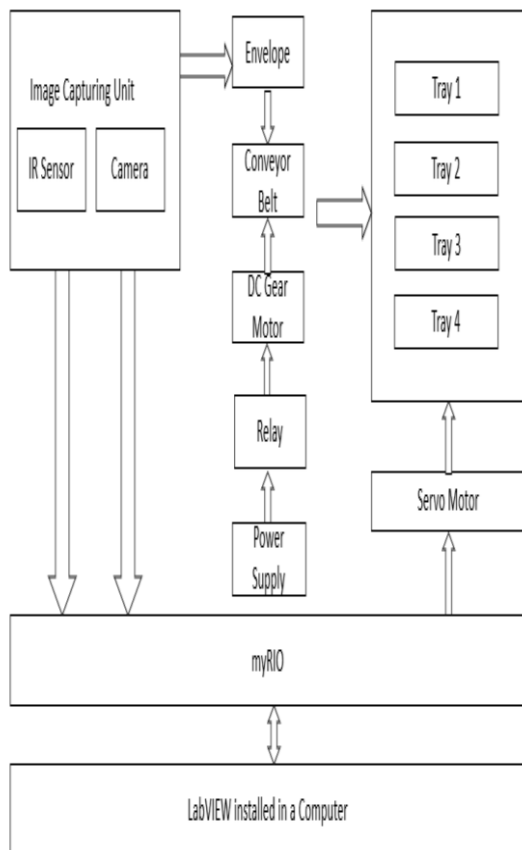 Image Capturing Unit
IR Sensor
Camera
Envelope
Conveyor
Belt
DC Gear
Motor
Relay
Power
Supply
Tray 1
Tray 2
Tray 3
Tray 4
Servo Motor
myRIO
LabVIEW installed in a Computer